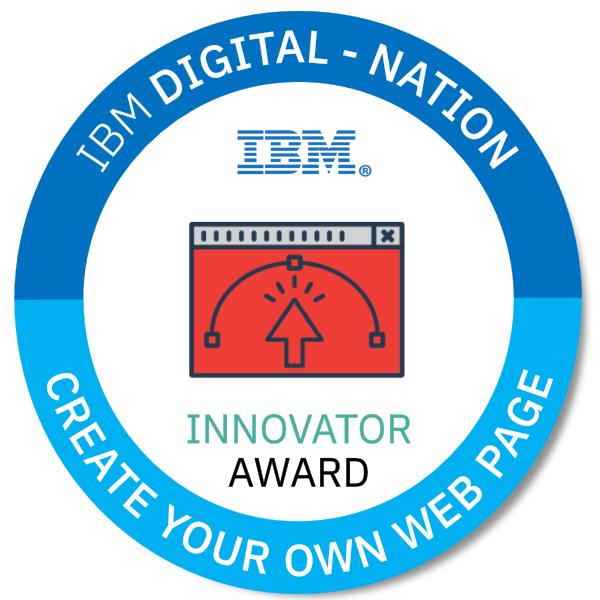 IBM DIGITAL - NATION
IBM®
INNOVATOR
AWARD
CREATE YOUR OWN WEB PAGE